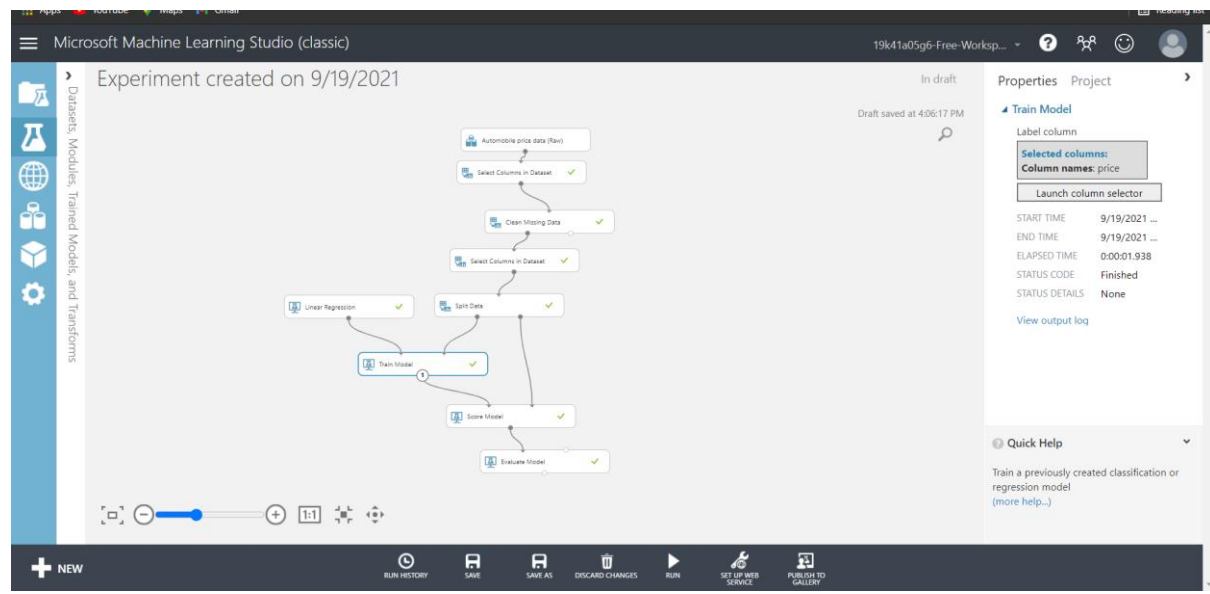 Apps YouTube Maps Gmail Reading list
Microsoft Machine Learning Studio (classic)
19k41a05g6-Free-Worksp...
Datasets, Modules, Trained Models, and Transforms
Experiment created on 9/19/2021
In draft
Draft saved at 4:06:17 PM
Automobile price data (Raw)
Select Columns in Dataset
Clean Missing Data
Select Columns in Dataset
Linear Regression
Split Data
Train Model
1
Score Model
Evaluate Model
1:1
Properties Project
Train Model
Label column
Selected columns:
Column names: price
Launch column selector
START TIME 9/19/2021 ...
END TIME 9/19/2021 ...
ELAPSED TIME 0:00:01.938
STATUS CODE Finished
STATUS DETAILS None
View output log
Quick Help
Train a previously created classification or
regression model
(more help...)
NEW
RUN HISTORY
SAVE
SAVE AS
DISCARD CHANGES
RUN
SET UP WEB
SERVICE
PUBLISH TO
GALLERY